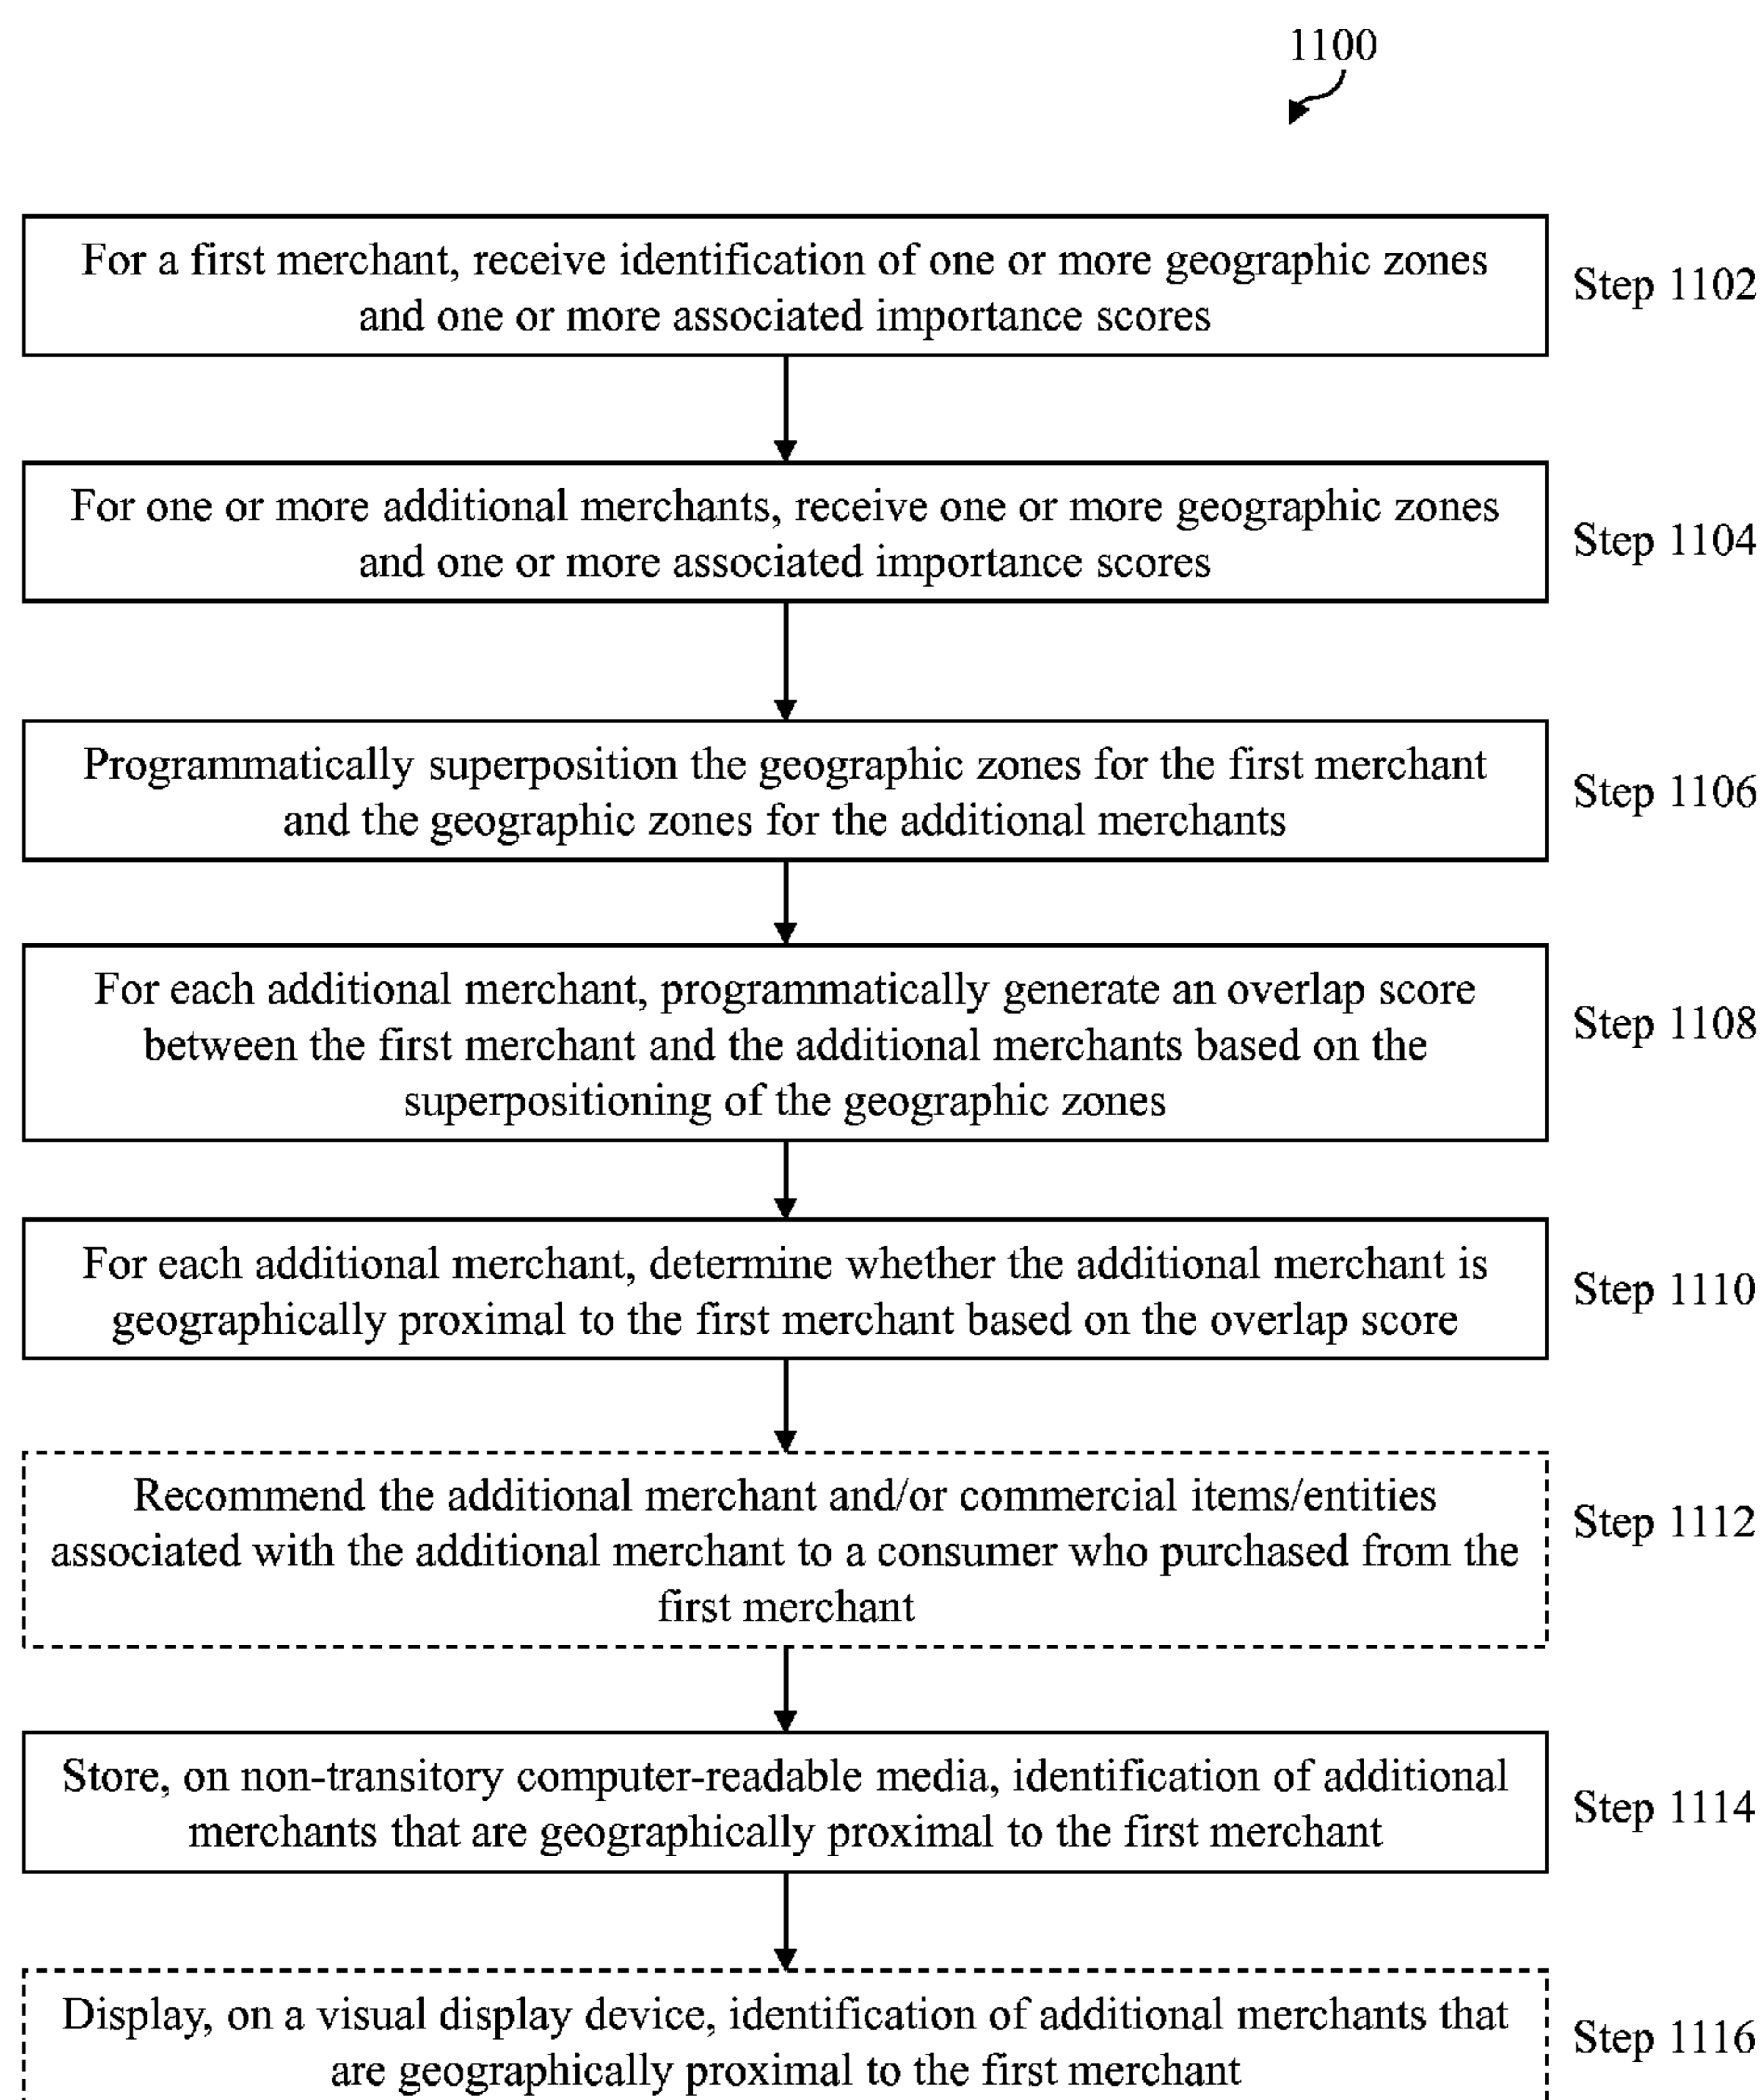 1100
For a first merchant, receive identification of one or more geographic zones
and one or more associated importance scores
Step 1102
For one or more additional merchants, receive one or more geographic zones
and one or more associated importance scores
Step 1104
Programmatically superposition the geographic zones for the first merchant
and the geographic zones for the additional merchants
Step 1106
For each additional merchant, programmatically generate an overlap score
between the first merchant and the additional merchants based on the
superpositioning of the geographic zones
Step 1108
For each additional merchant, determine whether the additional merchant is
geographically proximal to the first merchant based on the overlap score
Step 1110
Recommend the additional merchant and/or commercial items/entities
associated with the additional merchant to a consumer who purchased from the
first merchant
Step 1112
Store, on non-transitory computer-readable media, identification of additional
merchants that are geographically proximal to the first merchant
Step 1114
Display, on a visual display device, identification of additional merchants that
are geographically proximal to the first merchant
Step 1116